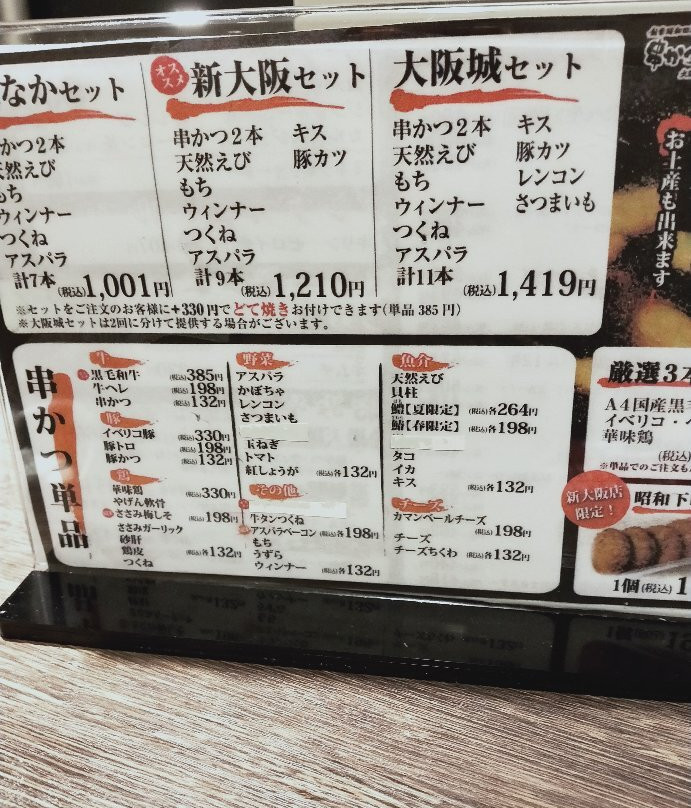 なかセット
かつ2本
天然えび
もち
ウィンナー
つくね
アスパラ
計7本
(税込)1,001円
オススメ
新大阪セット
串かつ2本 キス
天然えび 豚カツ
もち
ウィンナー
つくね
アスパラ
計9本
(税込)1,210円
大阪城セット
串かつ2本 キス
天然えび 豚カツ
もち レンコン
ウィンナー さつまいも
つくね
アスパラ
計11本
(税込)1,419円
※セットをご注文のお客様に+330円でどて焼きお付けできます(単品385円)
※大阪城セットは2回に分けて提供する場合がございます。
お土産も出来ます
串かつ単品
牛
黒毛和牛 (税込)385円
牛ヘレ (税込)198円
串かつ (税込)132円
豚
イベリコ豚 (税込)330円
豚トロ (税込)198円
豚かつ (税込)132円
鶏
華味鶏 (税込)330円
やげん軟骨
ささみ梅しそ (税込)各198円
ささみガーリック
砂肝
鶏皮 (税込)各132円
つくね
野菜
アスパラ
かぼちゃ
レンコン
さつまいも
玉ねぎ
トマト
紅しょうが (税込)各132円
その他
牛タンつくね
アスパラベーコン (税込)各198円
もち
うずら
ウィンナー (税込)各132円
魚介
天然えび
貝柱
鱧【夏限定】 (税込)各264円
鰆【春限定】 (税込)各198円
タコ
イカ
キス (税込)各132円
チーズ
カマンベールチーズ
(税込)198円
チーズ
チーズちくわ (税込)各132円
厳選3本
A4国産黒
イベリコ・
華味鶏
(税込)
※単品でのご注文も
新大阪店限定!
昭和下
1個(税込)1